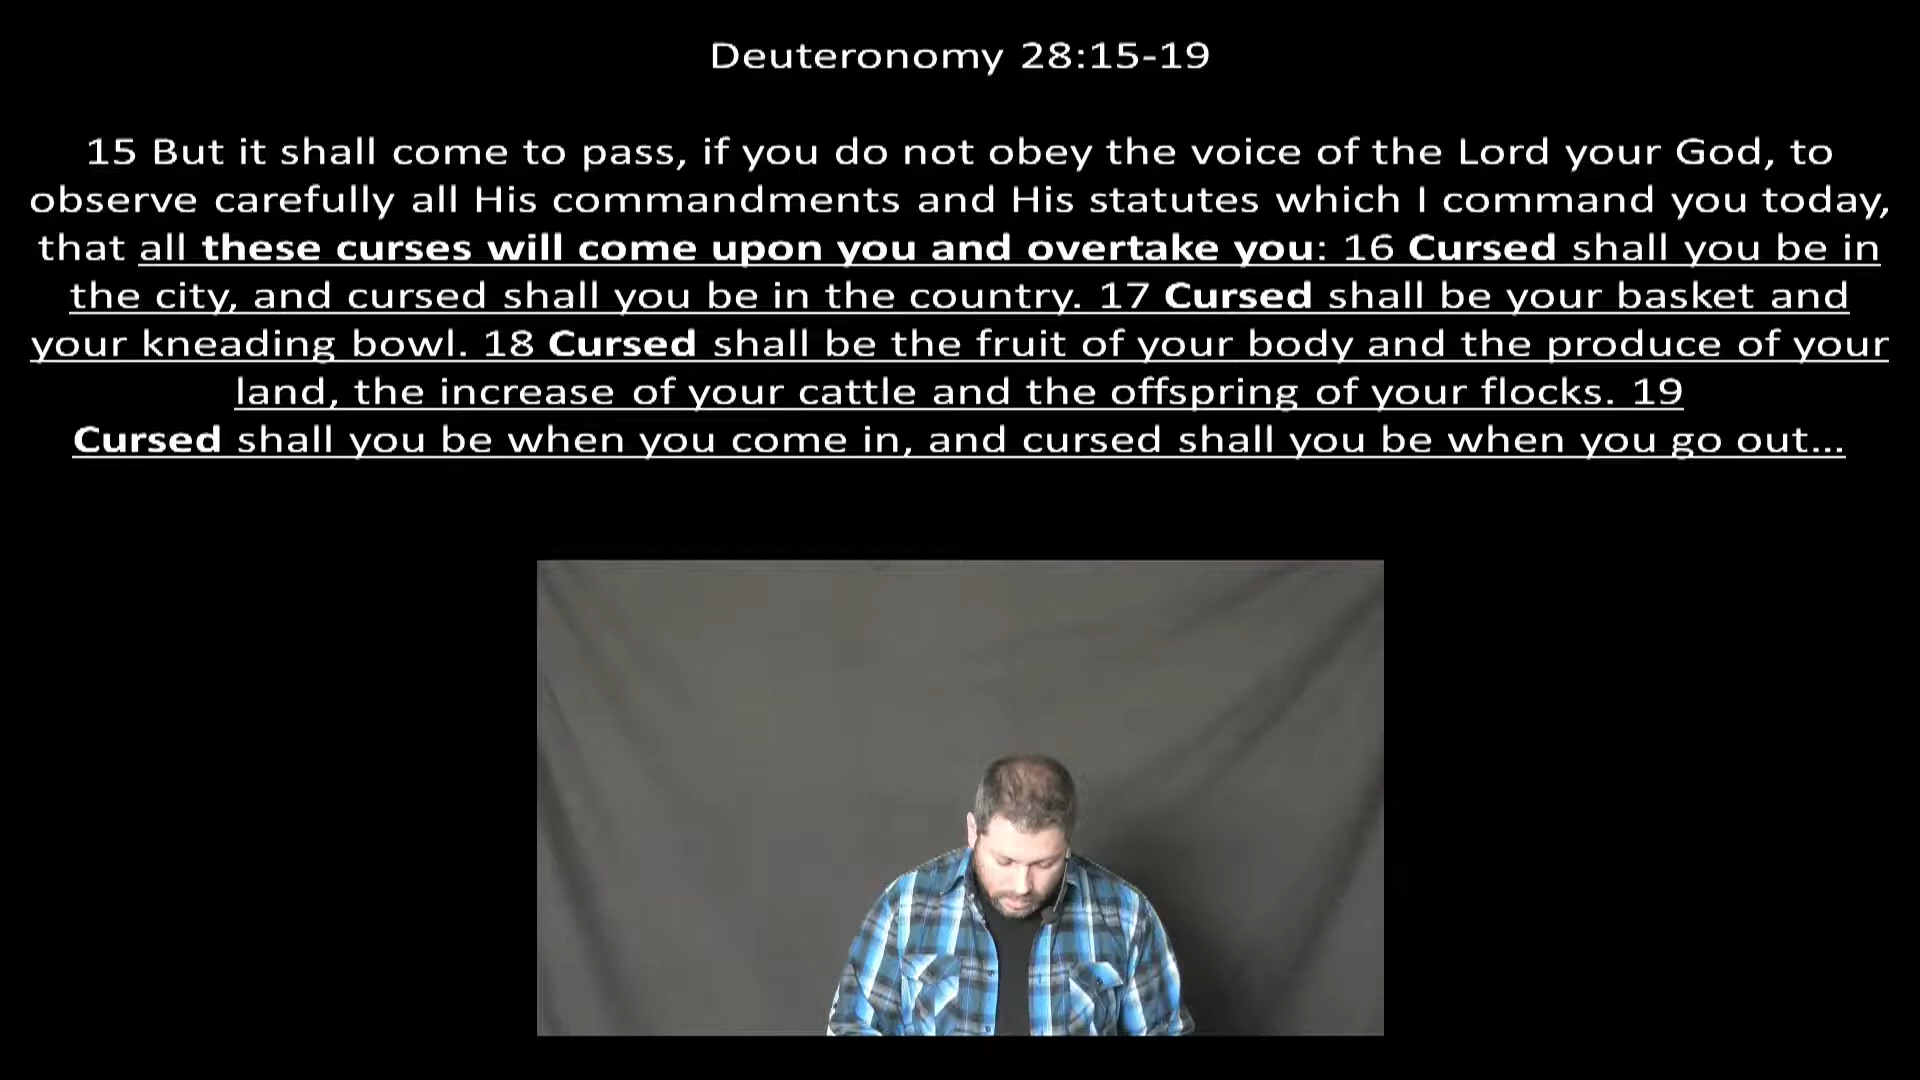 Deuteronomy 28:15-19
15 But it shall come to pass, if you do not obey the voice of the Lord your God, to
observe carefully all His commandments and His statutes which I command you today,
that all these curses will come upon you and overtake you: 16 Cursed shall you be in
the city, and cursed shall you be in the country. 17 Cursed shall be your basket and
your kneading bowl. 18 Cursed shall be the fruit of your body and the produce of your
land, the increase of your cattle and the offspring of your flocks. 19
Cursed shall you be when you come in, and cursed shall you be when you go out...